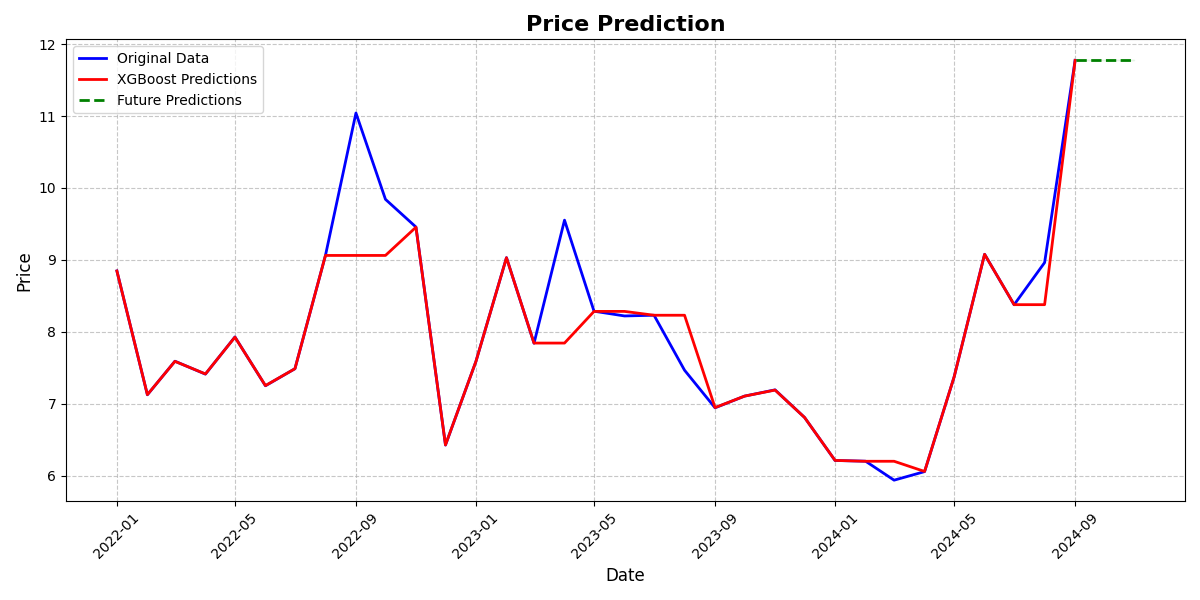 Price Prediction
Original Data
XGBoost Predictions
Future Predictions
12
11
10
9
8
7
6
Price
2022-01
2022-05
2022-09
2023-01
2023-05
2023-09
2024-01
2024-05
2024-09
Date